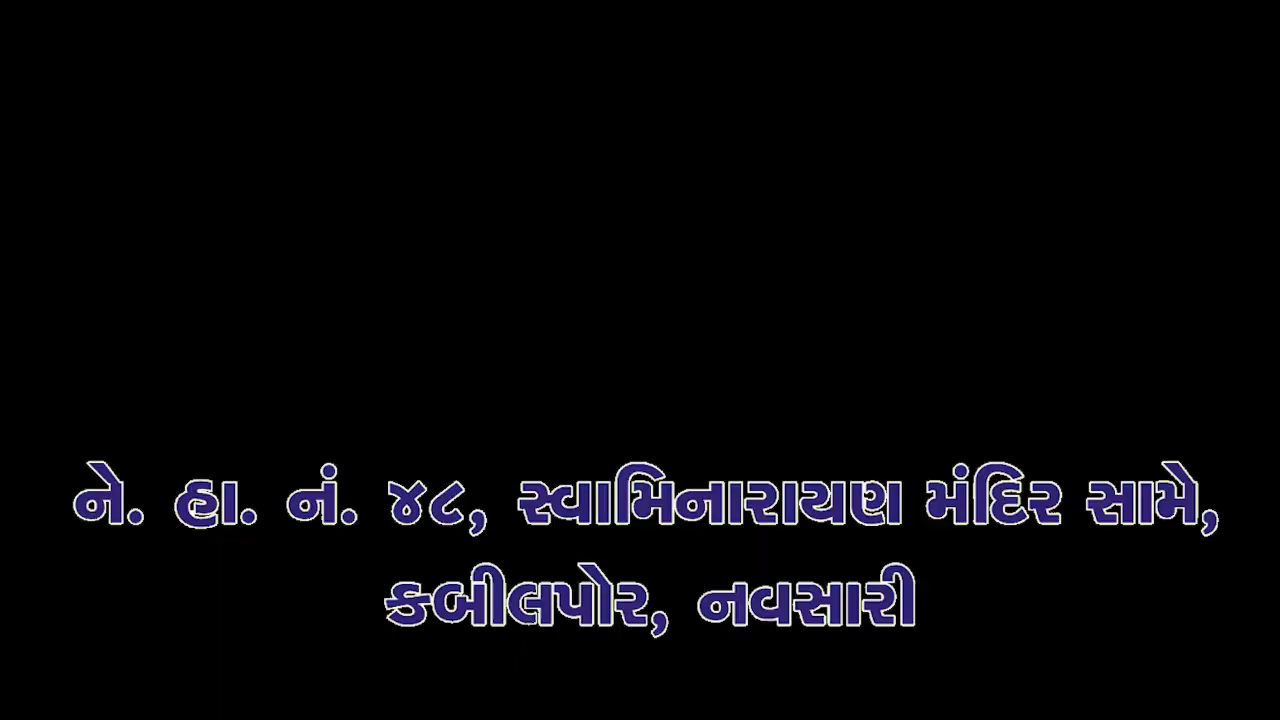 ને. હા. નં. ૪૮, સ્વામિનારાયણ મંદિર સામે,
કબીલપોર, નવસારી